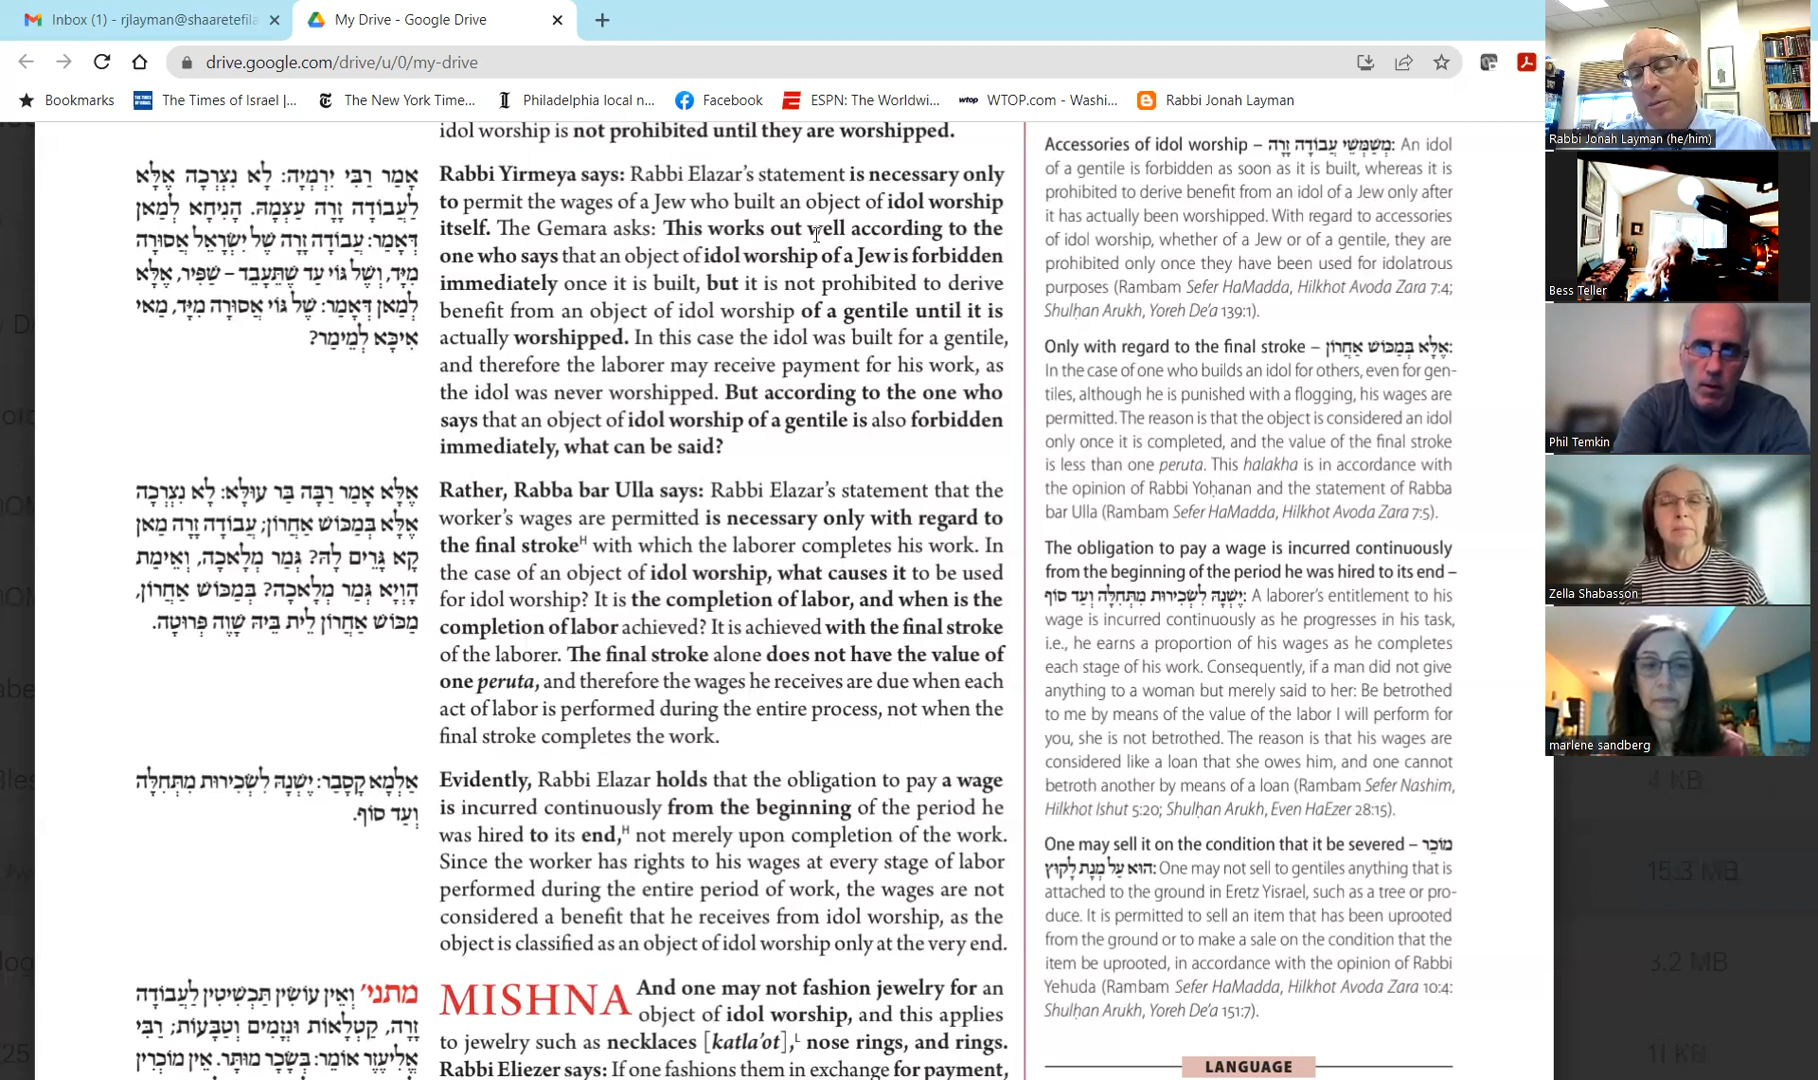 Inbox (1) - rjlayman@shaaretefila
My Drive - Google Drive
drive.google.com/drive/u/0/my-drive
Bookmarks
The Times of Israel |...
The New York Time...
Philadelphia local n...
Facebook
ESPN: The Worldwi...
WTOP.com - Washi...
Rabbi Jonah Layman
idol worship is not prohibited until they are worshipped.
אָמַר רַבִּי יִרְמְיָה: לָא נִצְרְכָה אֶלָּא
לַעֲבוֹדָה זָרָה עַצְמָהּ. הָנִיחָא לְמַאן
דְּאָמַר: עֲבוֹדָה זָרָה שֶׁל יִשְׂרָאֵל אֲסוּרָה
מִיָּד, וְשֶׁל גּוֹי עַד שֶׁתֵּעָבֵד – שַׁפִּיר, אֶלָּא
לְמַאן דְּאָמַר: שֶׁל גּוֹי אֲסוּרָה מִיָּד, מַאי
אִיכָּא לְמֵימַר?
Rabbi Yirmeya says: Rabbi Elazar's statement is necessary only
to permit the wages of a Jew who built an object of idol worship
itself. The Gemara asks: This works out well according to the
one who says that an object of idol worship of a Jew is forbidden
immediately once it is built, but it is not prohibited to derive
benefit from an object of idol worship of a gentile until it is
actually worshipped. In this case the idol was built for a gentile,
and therefore the laborer may receive payment for his work, as
the idol was never worshipped. But according to the one who
says that an object of idol worship of a gentile is also forbidden
immediately, what can be said?
אֶלָּא אָמַר רַבָּה בַּר עוּלָּא: לָא נִצְרְכָה
אֶלָּא בְּמַכּוֹשׁ אַחֲרוֹן; עֲבוֹדָה זָרָה מַאן
קָא גָּרֵים לָהּ? גְּמַר מְלָאכָה, וְאֵימַת
הָוְיָא גְּמַר מְלָאכָה? בְּמַכּוֹשׁ אַחֲרוֹן,
מַכּוֹשׁ אַחֲרוֹן לֵית בֵּיהּ שָׁוֶה פְּרוּטָה.
Rather, Rabba bar Ulla says: Rabbi Elazar's statement that the
worker's wages are permitted is necessary only with regard to
the final stroke^H with which the laborer completes his work. In
the case of an object of idol worship, what causes it to be used
for idol worship? It is the completion of labor, and when is the
completion of labor achieved? It is achieved with the final stroke
of the laborer. The final stroke alone does not have the value of
one peruta, and therefore the wages he receives are due when each
act of labor is performed during the entire process, not when the
final stroke completes the work.
אַלְמָא קָסָבַר: יֶשְׁנָהּ לִשְׂכִירוּת מִתְּחִלָּה
וְעַד סוֹף.
Evidently, Rabbi Elazar holds that the obligation to pay a wage
is incurred continuously from the beginning of the period he
was hired to its end,^H not merely upon completion of the work.
Since the worker has rights to his wages at every stage of labor
performed during the entire period of work, the wages are not
considered a benefit that he receives from idol worship, as the
object is classified as an object of idol worship only at the very end.
מתני׳ וְאֵין עוֹשִׂין תַּכְשִׁיטִין לַעֲבוֹדָה
זָרָה, קַטְלָאוֹת וּנְזָמִים וְטַבָּעוֹת; רַבִּי
אֱלִיעֶזֶר אוֹמֵר: בְּשָׂכָר מוּתָּר. אֵין מוֹכְרִין
MISHNA And one may not fashion jewelry for an
object of idol worship, and this applies
to jewelry such as necklaces [katla'ot],^L nose rings, and rings.
Rabbi Eliezer says: If one fashions them in exchange for payment,
Accessories of idol worship – מְשַׁמְּשֵׁי עֲבוֹדָה זָרָה: An idol
of a gentile is forbidden as soon as it is built, whereas it is
prohibited to derive benefit from an idol of a Jew only after
it has actually been worshipped. With regard to accessories
of idol worship, whether of a Jew or of a gentile, they are
prohibited only once they have been used for idolatrous
purposes (Rambam Sefer HaMadda, Hilkhot Avoda Zara 7:4;
Shulḥan Arukh, Yoreh De'a 139:1).
Only with regard to the final stroke – אֶלָּא בְּמַכּוֹשׁ אַחֲרוֹן:
In the case of one who builds an idol for others, even for gen-
tiles, although he is punished with a flogging, his wages are
permitted. The reason is that the object is considered an idol
only once it is completed, and the value of the final stroke
is less than one peruta. This halakha is in accordance with
the opinion of Rabbi Yoḥanan and the statement of Rabba
bar Ulla (Rambam Sefer HaMadda, Hilkhot Avoda Zara 7:5).
The obligation to pay a wage is incurred continuously
from the beginning of the period he was hired to its end –
יֶשְׁנָהּ לִשְׂכִירוּת מִתְּחִלָּה וְעַד סוֹף: A laborer's entitlement to his
wage is incurred continuously as he progresses in his task,
i.e., he earns a proportion of his wages as he completes
each stage of his work. Consequently, if a man did not give
anything to a woman but merely said to her: Be betrothed
to me by means of the value of the labor I will perform for
you, she is not betrothed. The reason is that his wages are
considered like a loan that she owes him, and one cannot
betroth another by means of a loan (Rambam Sefer Nashim,
Hilkhot Ishut 5:20; Shulḥan Arukh, Even HaEzer 28:15).
One may sell it on the condition that it be severed – מוֹכֵר
הוּא עַל מְנָת לָקוֹץ: One may not sell to gentiles anything that is
attached to the ground in Eretz Yisrael, such as a tree or pro-
duce. It is permitted to sell an item that has been uprooted
from the ground or to make a sale on the condition that the
item be uprooted, in accordance with the opinion of Rabbi
Yehuda (Rambam Sefer HaMadda, Hilkhot Avoda Zara 10:4:
Shulḥan Arukh, Yoreh De'a 151:7).
LANGUAGE
Rabbi Jonah Layman (he/him)
Bess Teller
Phil Temkin
Zella Shabasson
marlene sandberg
4 KB
15.3 MB
3.2 MB
11 KB